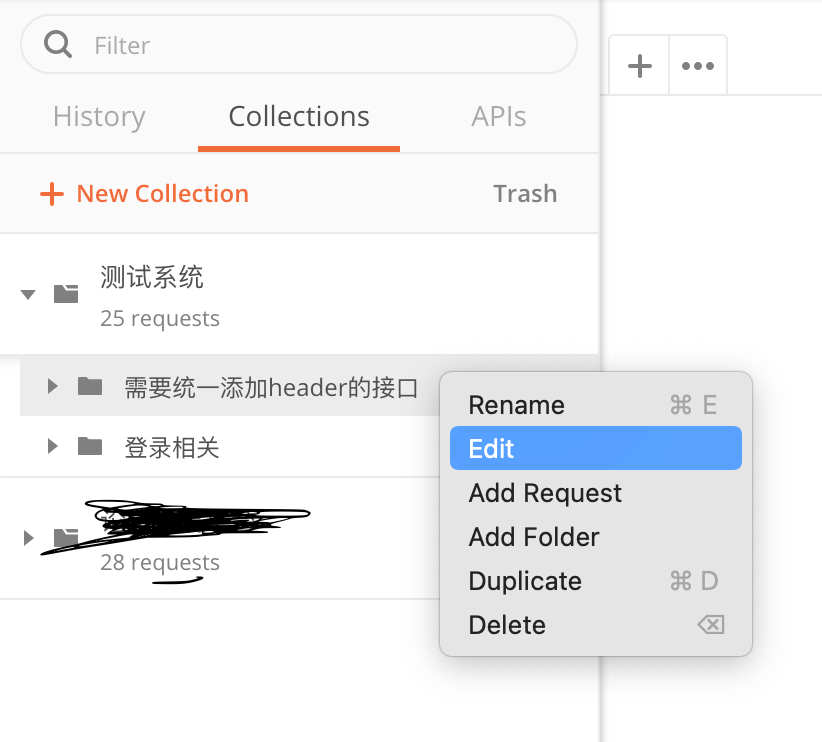 Filter
History Collections APIs
New Collection Trash
测试系统
25 requests
需要统一添加header的接口
登录相关
28 requests
Rename ⌘ E
Edit
Add Request
Add Folder
Duplicate ⌘ D
Delete